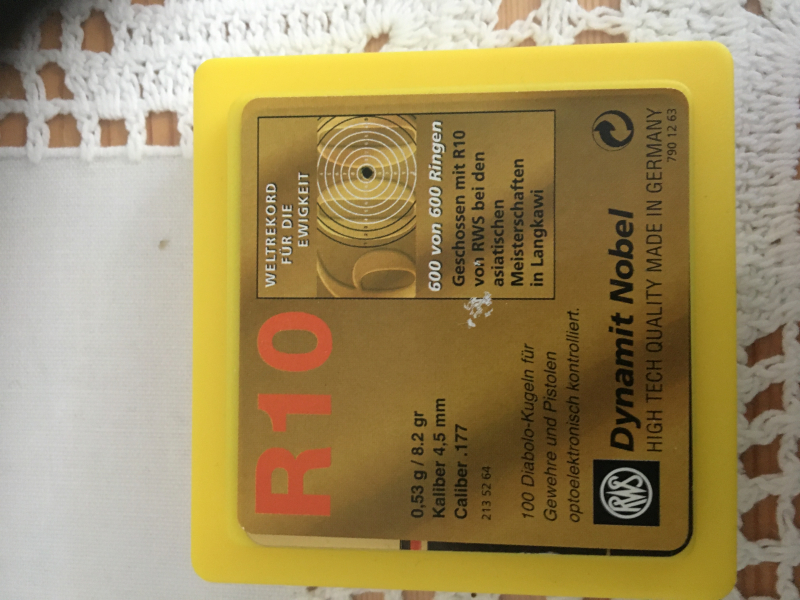 R10
WELTREKORD
FÜR DIE
EWIGKEIT
600 von 600 Ringen
Geschossen mit R10
von RWS bei den
asiatischen
Meisterschaften
in Langkawi
0,53 g / 8.2 gr
Kaliber 4,5 mm
Caliber .177
213 52 64
100 Diabolo-Kugeln für
Gewehre und Pistolen
optoelektronisch kontrolliert.
RWS
Dynamit Nobel
HIGH TECH QUALITY MADE IN GERMANY
790 12 63